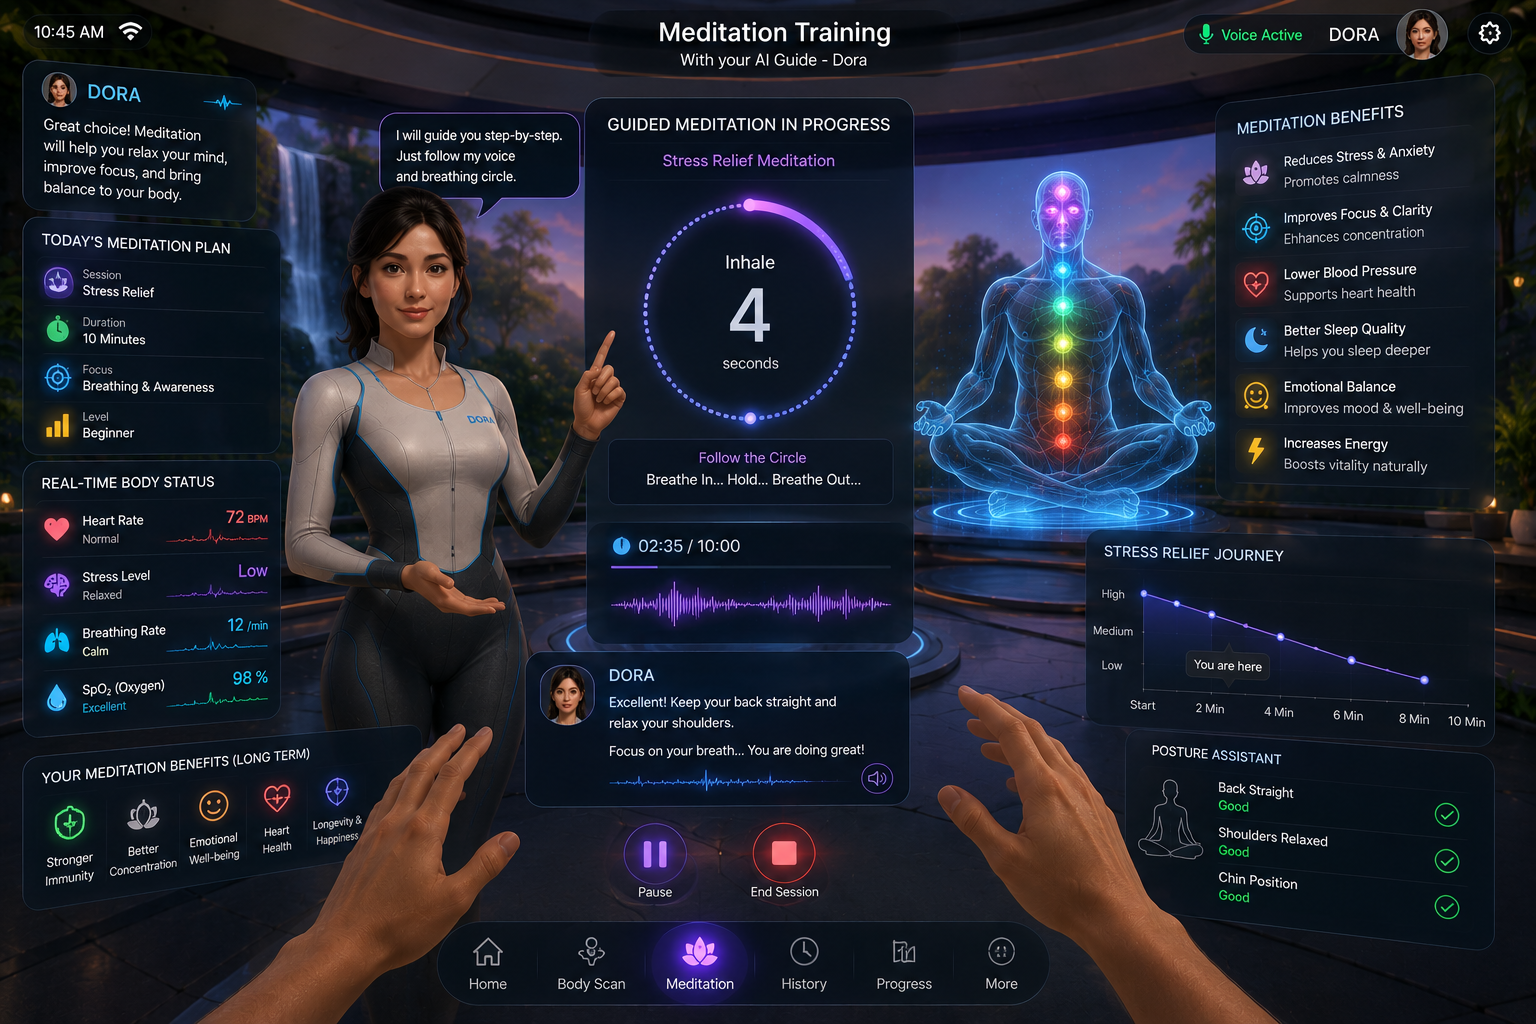 10:45 AM
Meditation Training
With your AI Guide - Dora
Voice Active
DORA
DORA
Great choice! Meditation
will help you relax your mind,
improve focus, and bring
balance to your body.
TODAY'S MEDITATION PLAN
Session
Stress Relief
Duration
10 Minutes
Focus
Breathing & Awareness
Level
Beginner
REAL-TIME BODY STATUS
Heart Rate
72 BPM
Normal
Stress Level
Low
Relaxed
Breathing Rate
12 /min
Calm
SpO₂ (Oxygen)
98 %
Excellent
YOUR MEDITATION BENEFITS (LONG TERM)
Stronger
Immunity
Better
Concentration
Emotional
Well-being
Heart
Health
Longevity &
Happiness
I will guide you step-by-step.
Just follow my voice
and breathing circle.
DORA
GUIDED MEDITATION IN PROGRESS
Stress Relief Meditation
Inhale
4
seconds
Follow the Circle
Breathe In... Hold... Breathe Out...
02:35 / 10:00
DORA
Excellent! Keep your back straight and
relax your shoulders.
Focus on your breath... You are doing great!
Pause
End Session
MEDITATION BENEFITS
Reduces Stress & Anxiety
Promotes calmness
Improves Focus & Clarity
Ehhances concentration
Lower Blood Pressure
Supports heart health
Better Sleep Quality
Helps you sleep deeper
Emotional Balance
Improves mood & well-being
Increases Energy
Boosts vitality naturally
STRESS RELIEF JOURNEY
High
Medium
Low
You are here
Start
2 Min
4 Min
6 Min
8 Min
10 Min
POSTURE ASSISTANT
Back Straight
Good
Shoulders Relaxed
Good
Chin Position
Good
Home
Body Scan
Meditation
History
Progress
More